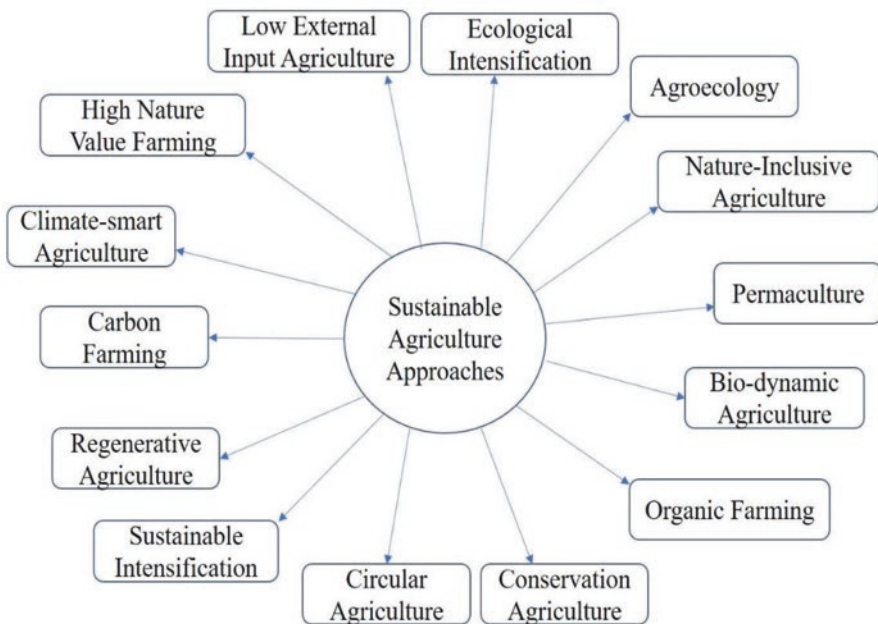 Low External
Input Agriculture
Ecological
Intensification
Agroecology
High Nature
Value Farming
Nature-Inclusive
Agriculture
Climate-smart
Agriculture
Sustainable
Agriculture
Approaches
Permaculture
Carbon
Farming
Bio-dynamic
Agriculture
Regenerative
Agriculture
Organic Farming
Sustainable
Intensification
Circular
Agriculture
Conservation
Agriculture